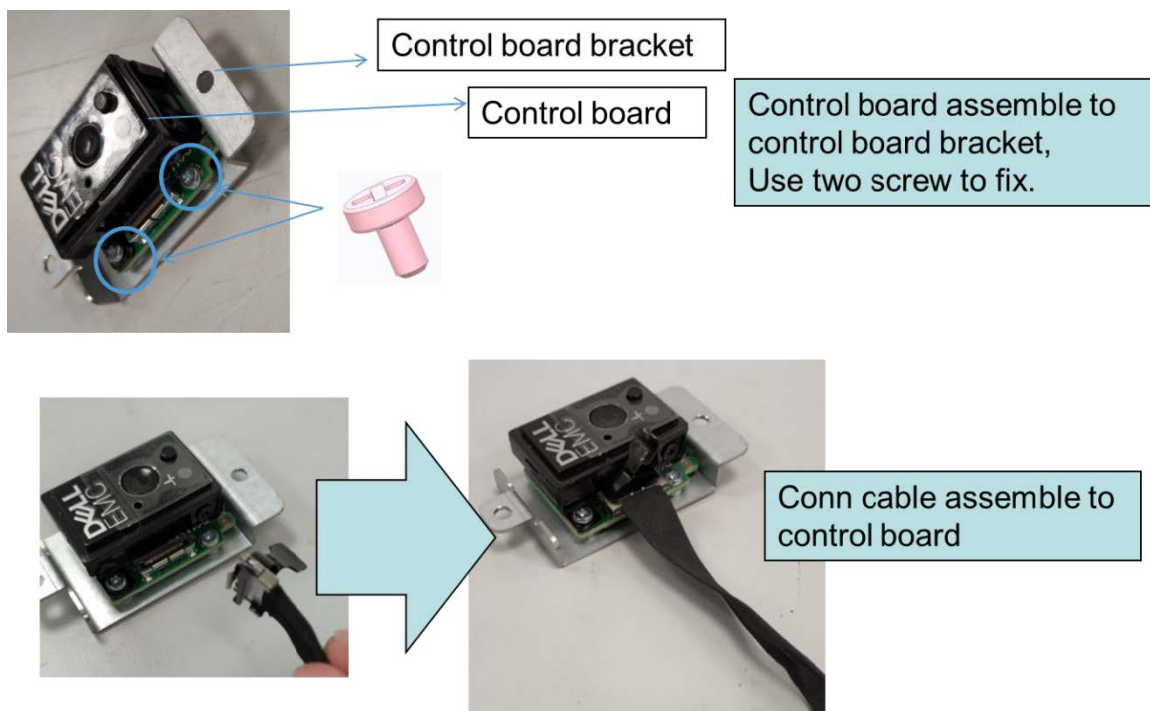 Control board bracket
Control board
Control board assemble to
control board bracket,
Use two screw to fix.
DELL
EMC
DELL
EMC
DELL
EMC
Conn cable assemble to
control board